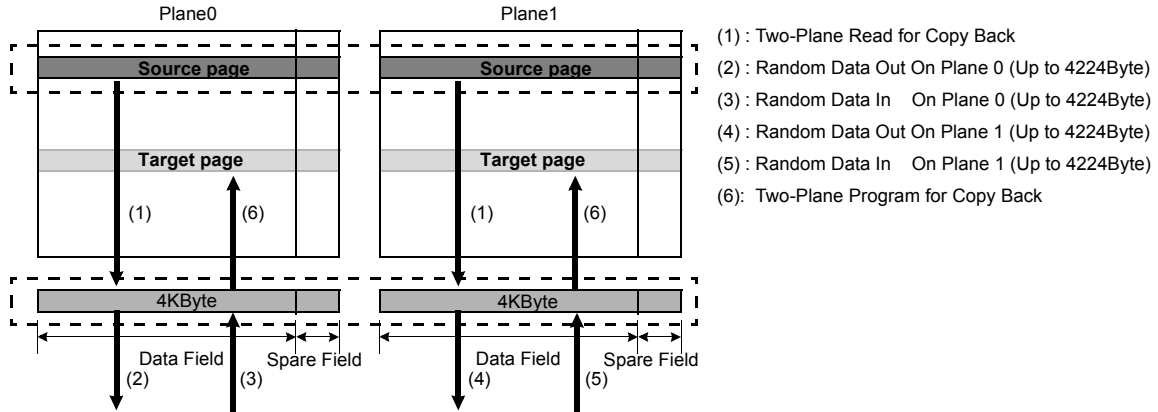 Plane0
Plane1
Source page
Source page
Target page
Target page
(1)
(6)
(1)
(6)
4KByte
4KByte
Data Field
Spare Field
Data Field
Spare Field
(2)
(3)
(4)
(5)
(1) : Two-Plane Read for Copy Back
(2) : Random Data Out On Plane 0 (Up to 4224Byte)
(3) : Random Data In On Plane 0 (Up to 4224Byte)
(4) : Random Data Out On Plane 1 (Up to 4224Byte)
(5) : Random Data In On Plane 1 (Up to 4224Byte)
(6): Two-Plane Program for Copy Back